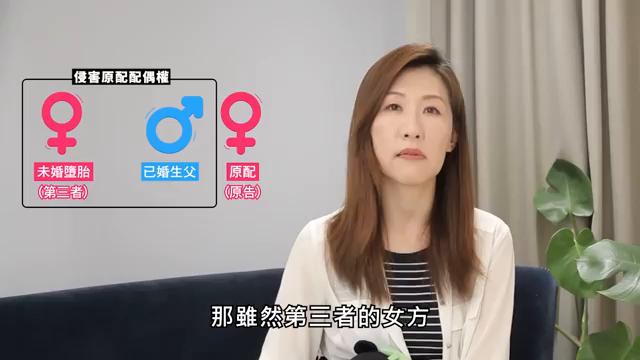 侵害原配配偶權
未婚墮胎
(第三者)
已婚生父
原配
(原告)
那雖然第三者的女方